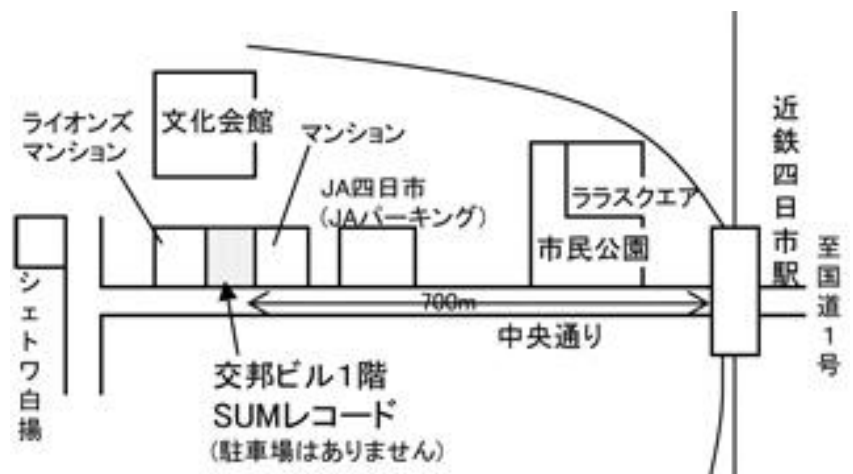 ライオンズ
マンション
文化会館
マンション
JA四日市
(JAパーキング)
ララスクエア
市民公園
近鉄四日市駅
至国道1号
シェトワ白揚
700m
中央通り
交邦ビル1階
SUMレコード
(駐車場はありません)